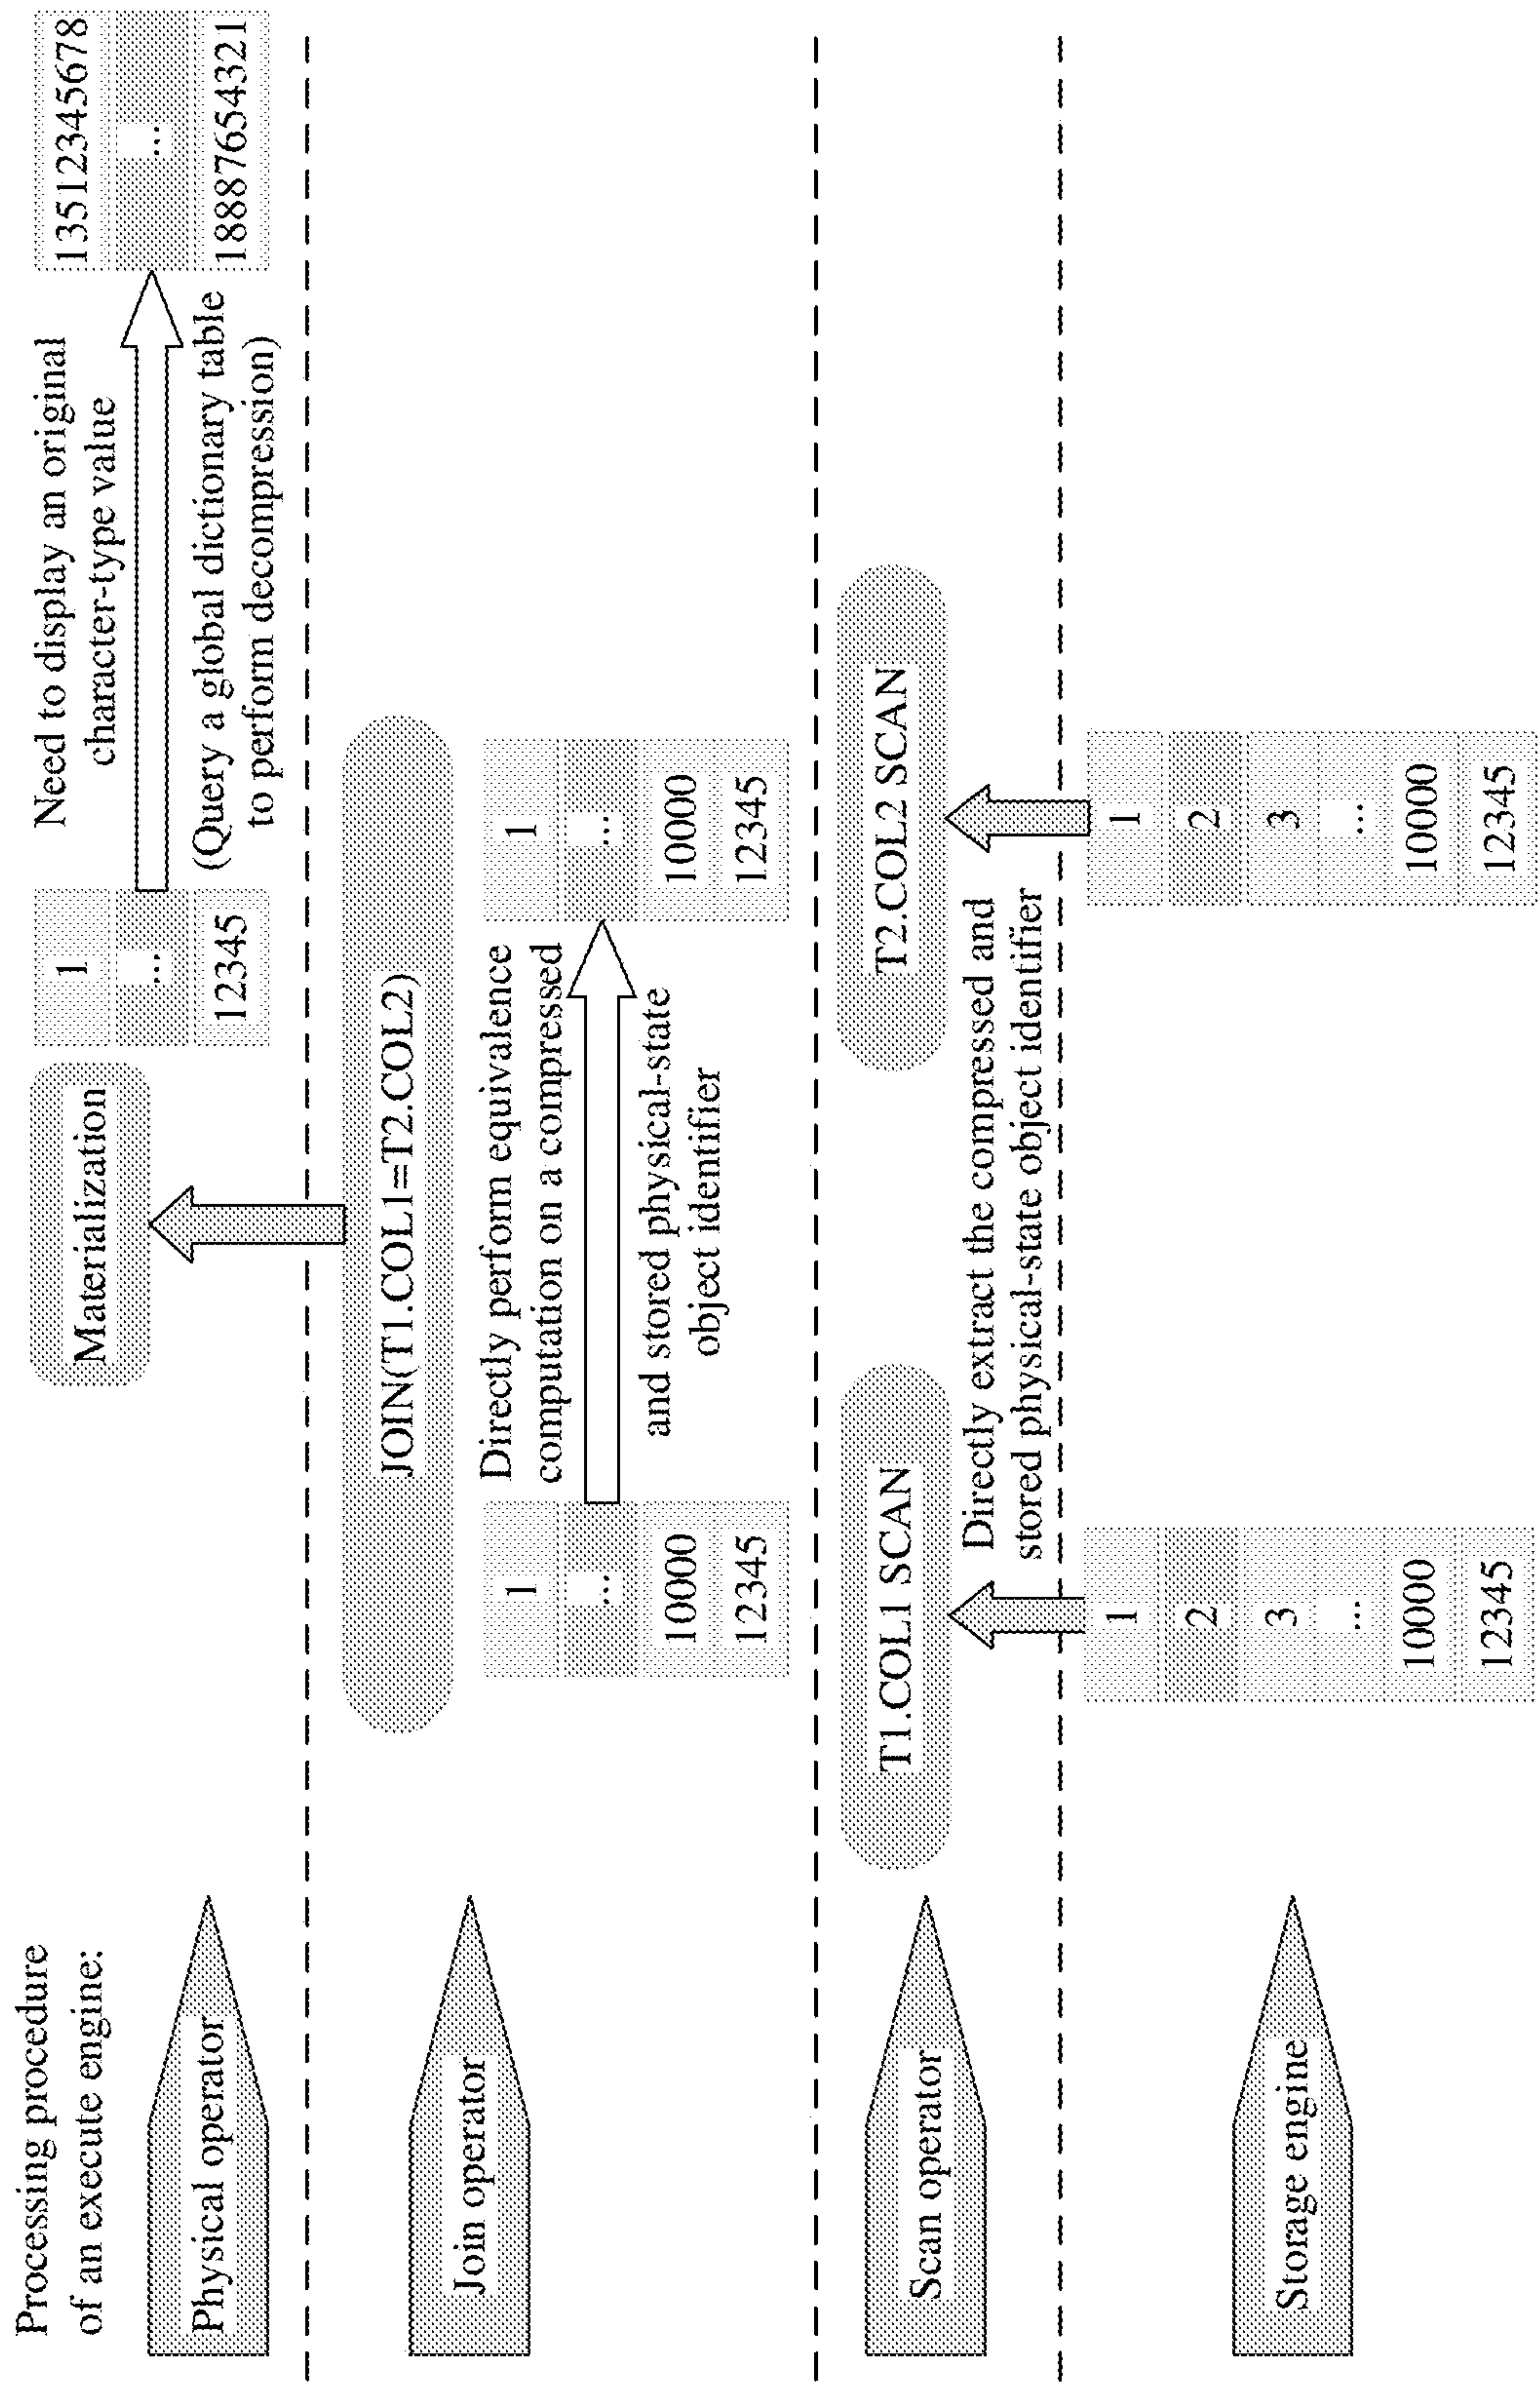 Processing procedure
of an execute engine:
Physical operator
Materialization
1
...
12345
Need to display an original
character-type value
(Query a global dictionary table
to perform decompression)
13512345678
...
18887654321
Join operator
JOIN(T1.COL1=T2.COL2)
1
...
10000
12345
Directly perform equivalence
computation on a compressed
and stored physical-state
object identifier
1
...
10000
12345
Scan operator
T1.COL1 SCAN
T2.COL2 SCAN
Directly extract the compressed and
stored physical-state object identifier
Storage engine
1
2
3
...
10000
12345
1
2
3
...
10000
12345